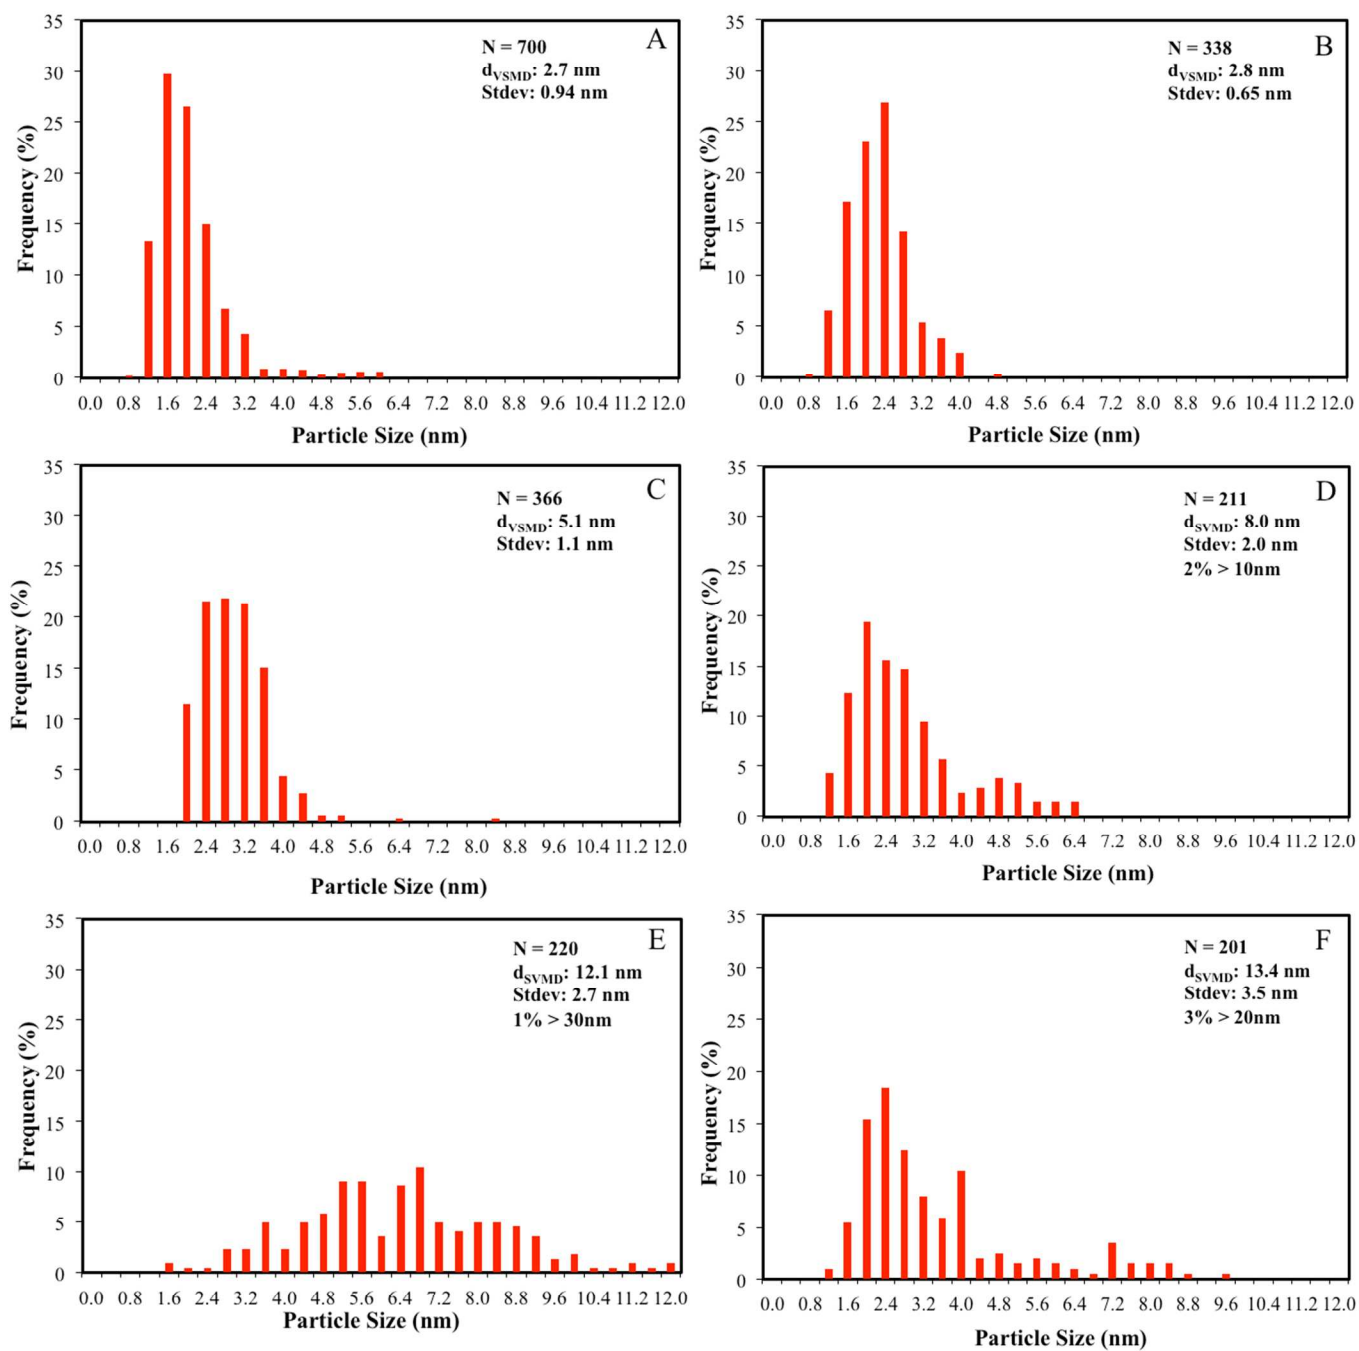 A
N = 700
dVSMD: 2.7 nm
Stdev: 0.94 nm
Frequency (%)
35
30
25
20
15
10
5
0
0.0 0.8 1.6 2.4 3.2 4.0 4.8 5.6 6.4 7.2 8.0 8.8 9.6 10.4 11.2 12.0
Particle Size (nm)
B
N = 338
dVSMD: 2.8 nm
Stdev: 0.65 nm
Frequency (%)
35
30
25
20
15
10
5
0
0.0 0.8 1.6 2.4 3.2 4.0 4.8 5.6 6.4 7.2 8.0 8.8 9.6 10.4 11.2 12.0
Particle Size (nm)
C
N = 366
dVSMD: 5.1 nm
Stdev: 1.1 nm
Frequency (%)
35
30
25
20
15
10
5
0
0.0 0.8 1.6 2.4 3.2 4.0 4.8 5.6 6.4 7.2 8.0 8.8 9.6 10.4 11.2 12.0
Particle Size (nm)
D
N = 211
dSVMD: 8.0 nm
Stdev: 2.0 nm
2% > 10nm
Frequency (%)
35
30
25
20
15
10
5
0
0.0 0.8 1.6 2.4 3.2 4.0 4.8 5.6 6.4 7.2 8.0 8.8 9.6 10.4 11.2 12.0
Particle Size (nm)
E
N = 220
dSVMD: 12.1 nm
Stdev: 2.7 nm
1% > 30nm
Frequency (%)
35
30
25
20
15
10
5
0
0.0 0.8 1.6 2.4 3.2 4.0 4.8 5.6 6.4 7.2 8.0 8.8 9.6 10.4 11.2 12.0
Particle Size (nm)
F
N = 201
dSVMD: 13.4 nm
Stdev: 3.5 nm
3% > 20nm
Frequency (%)
35
30
25
20
15
10
5
0
0.0 0.8 1.6 2.4 3.2 4.0 4.8 5.6 6.4 7.2 8.0 8.8 9.6 10.4 11.2 12.0
Particle Size (nm)